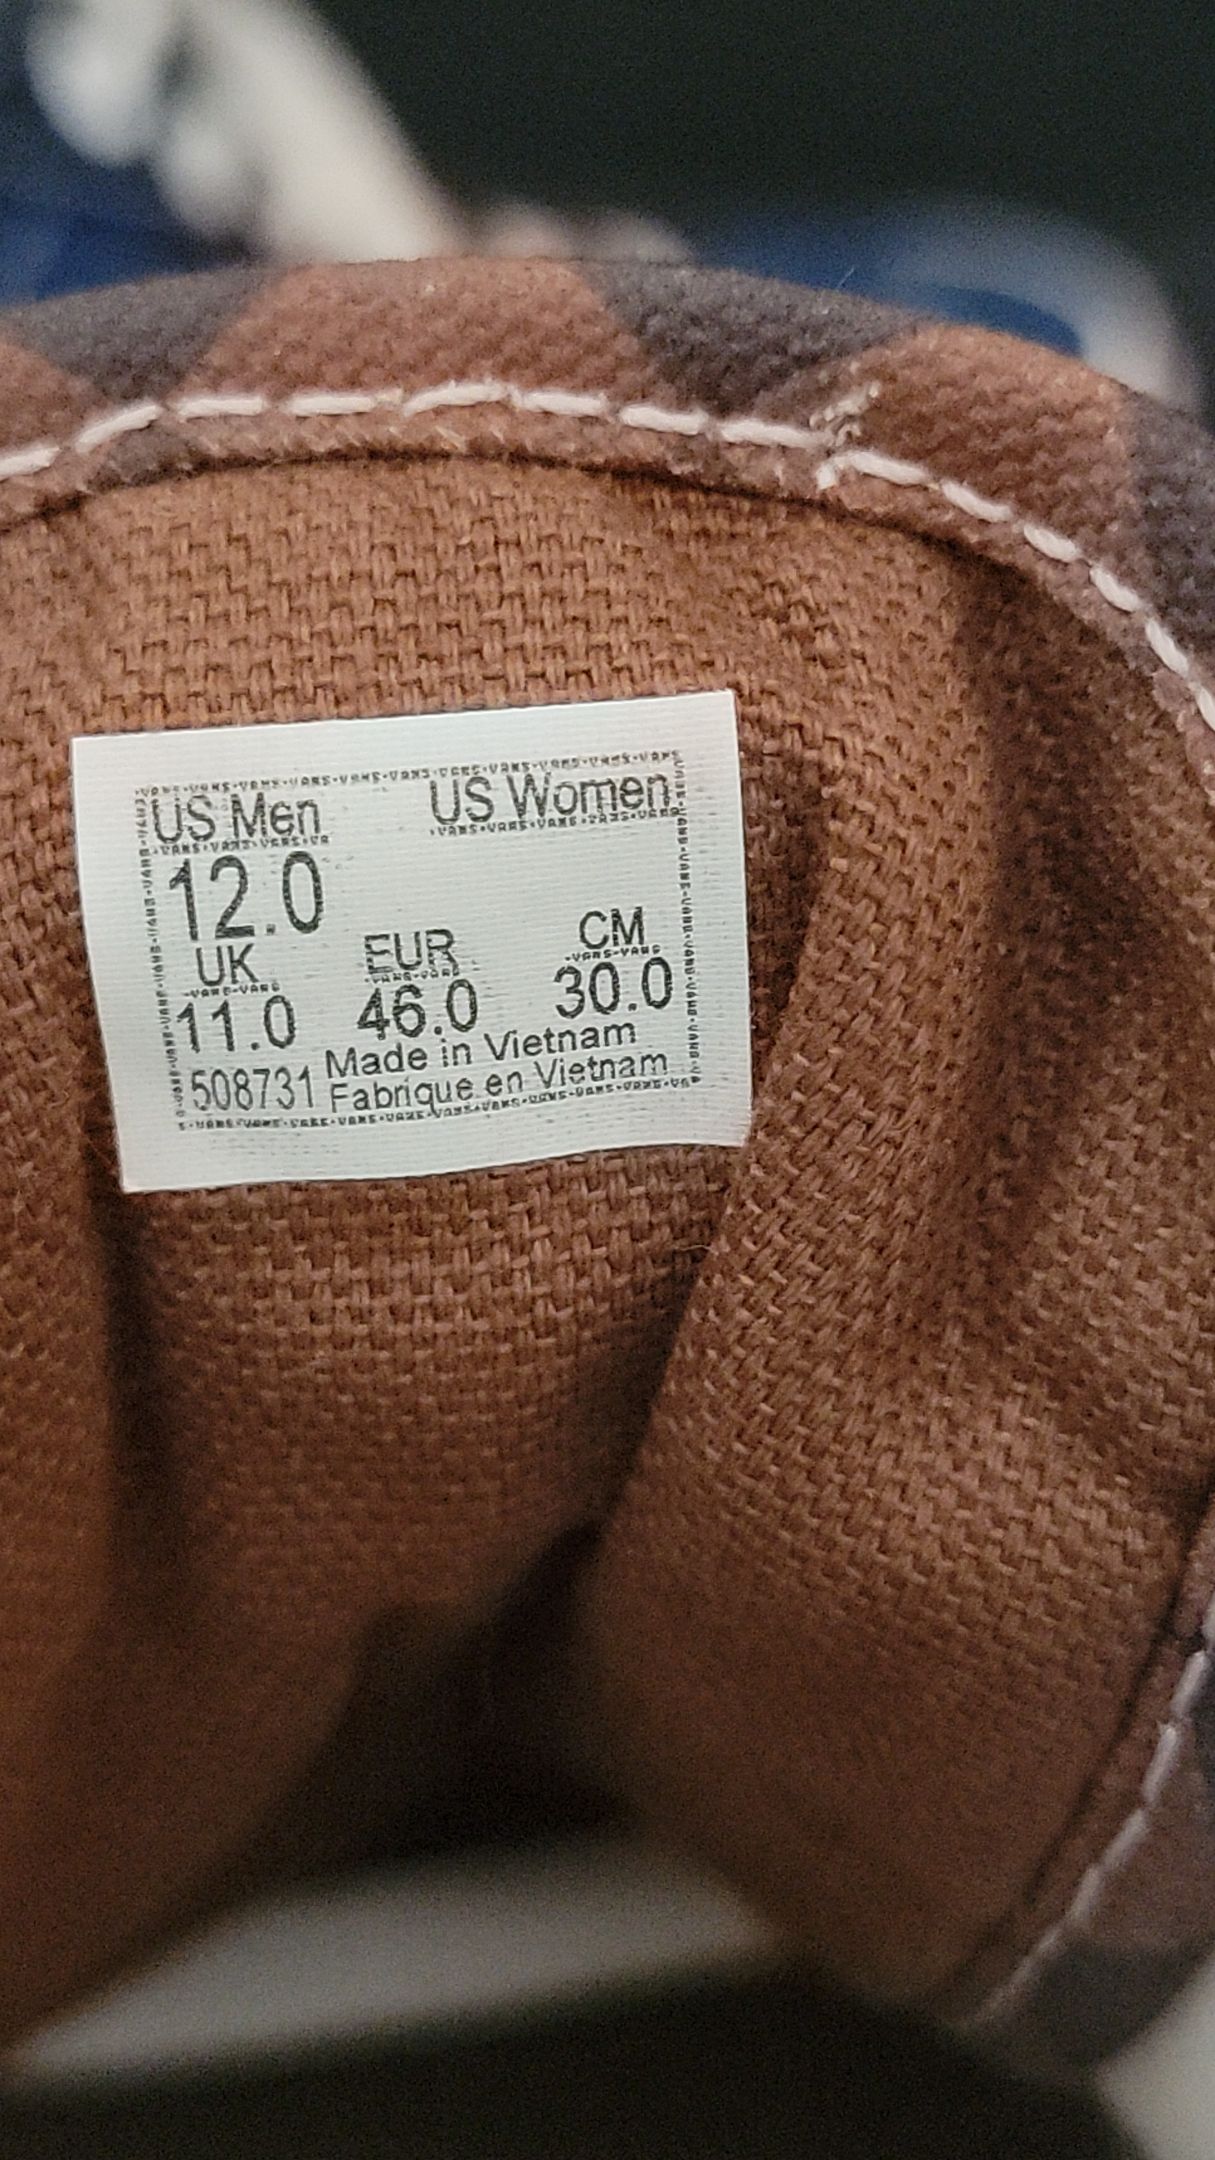 US Men US Women
12.0
UK EUR CM
11.0 46.0 30.0
Made in Vietnam
508731 Fabrique en Vietnam